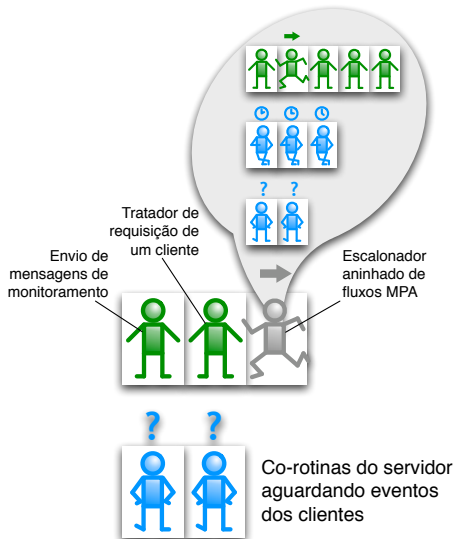 ? ?
Tratador de
requisição de
um cliente
Envio de
mensagens de
monitoramento
Escalonador
aninhado de
fluxos MPA
? ?
Co-rotinas do servidor
aguardando eventos
dos clientes